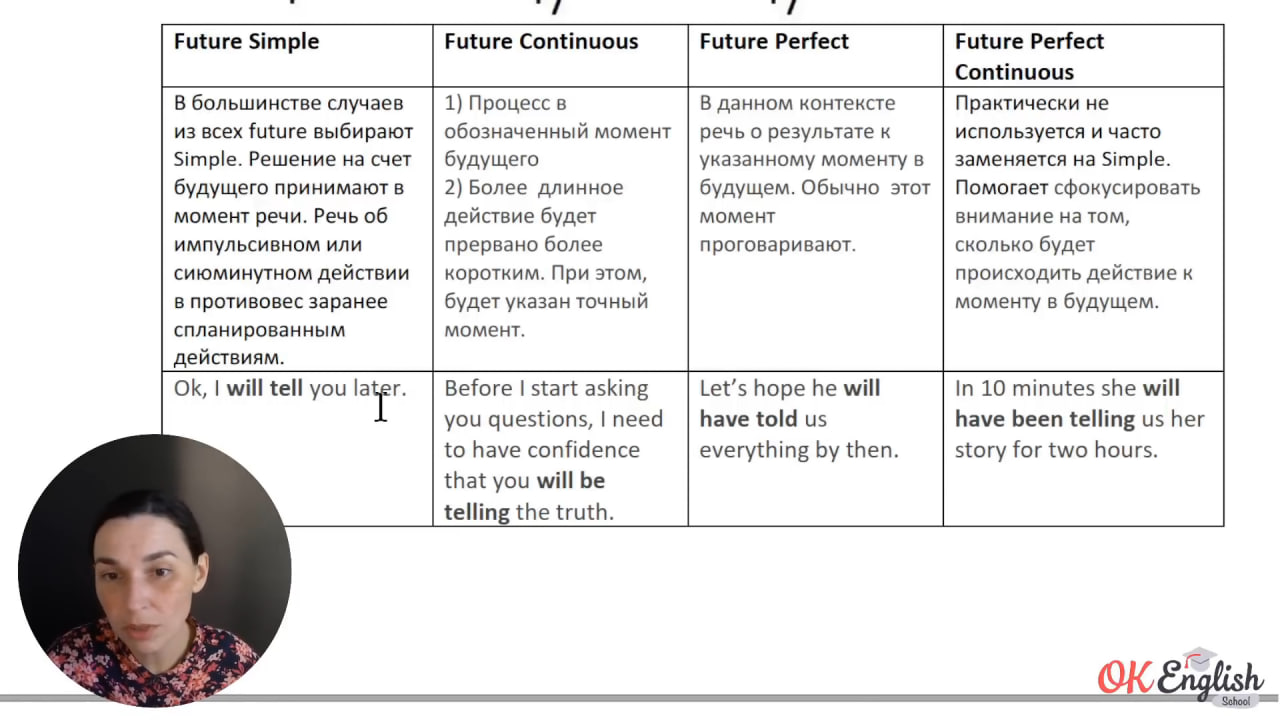 Future Simple
Future Continuous
Future Perfect
Future Perfect
Continuous
В большинстве случаев
из всех future выбирают
Simple. Решение на счет
будущего принимают в
момент речи. Речь об
импульсивном или
сиюминутном действии
в противовес заранее
спланированным
действиям.
1) Процесс в
обозначенный момент
будущего
2) Более длинное
действие будет
прервано более
коротким. При этом,
будет указан точный
момент.
В данном контексте
речь о результате к
указанному моменту в
будущем. Обычно этот
момент
проговаривают.
Практически не
используется и часто
заменяется на Simple.
Помогает сфокусировать
внимание на том,
сколько будет
происходить действие к
моменту в будущем.
Ok, I will tell you later.
Before I start asking
you questions, I need
to have confidence
that you will be
telling the truth.
Let’s hope he will
have told us
everything by then.
In 10 minutes she will
have been telling us her
story for two hours.
OK English
School